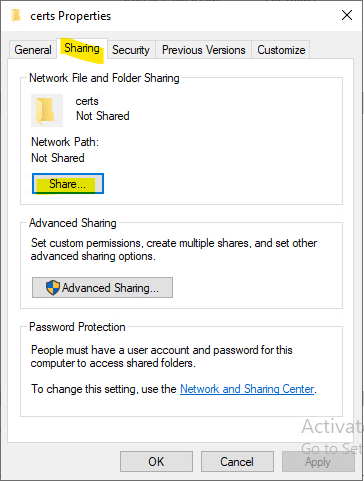 certs Properties
General Sharing Security Previous Versions Customize
Network File and Folder Sharing
certs
Not Shared
Network Path:
Not Shared
Share...
Advanced Sharing
Set custom permissions, create multiple shares, and set other
advanced sharing options.
Advanced Sharing...
Password Protection
People must have a user account and password for this
computer to access shared folders.
To change this setting, use the Network and Sharing Center.
Activat
Go to Set
OK Cancel Apply